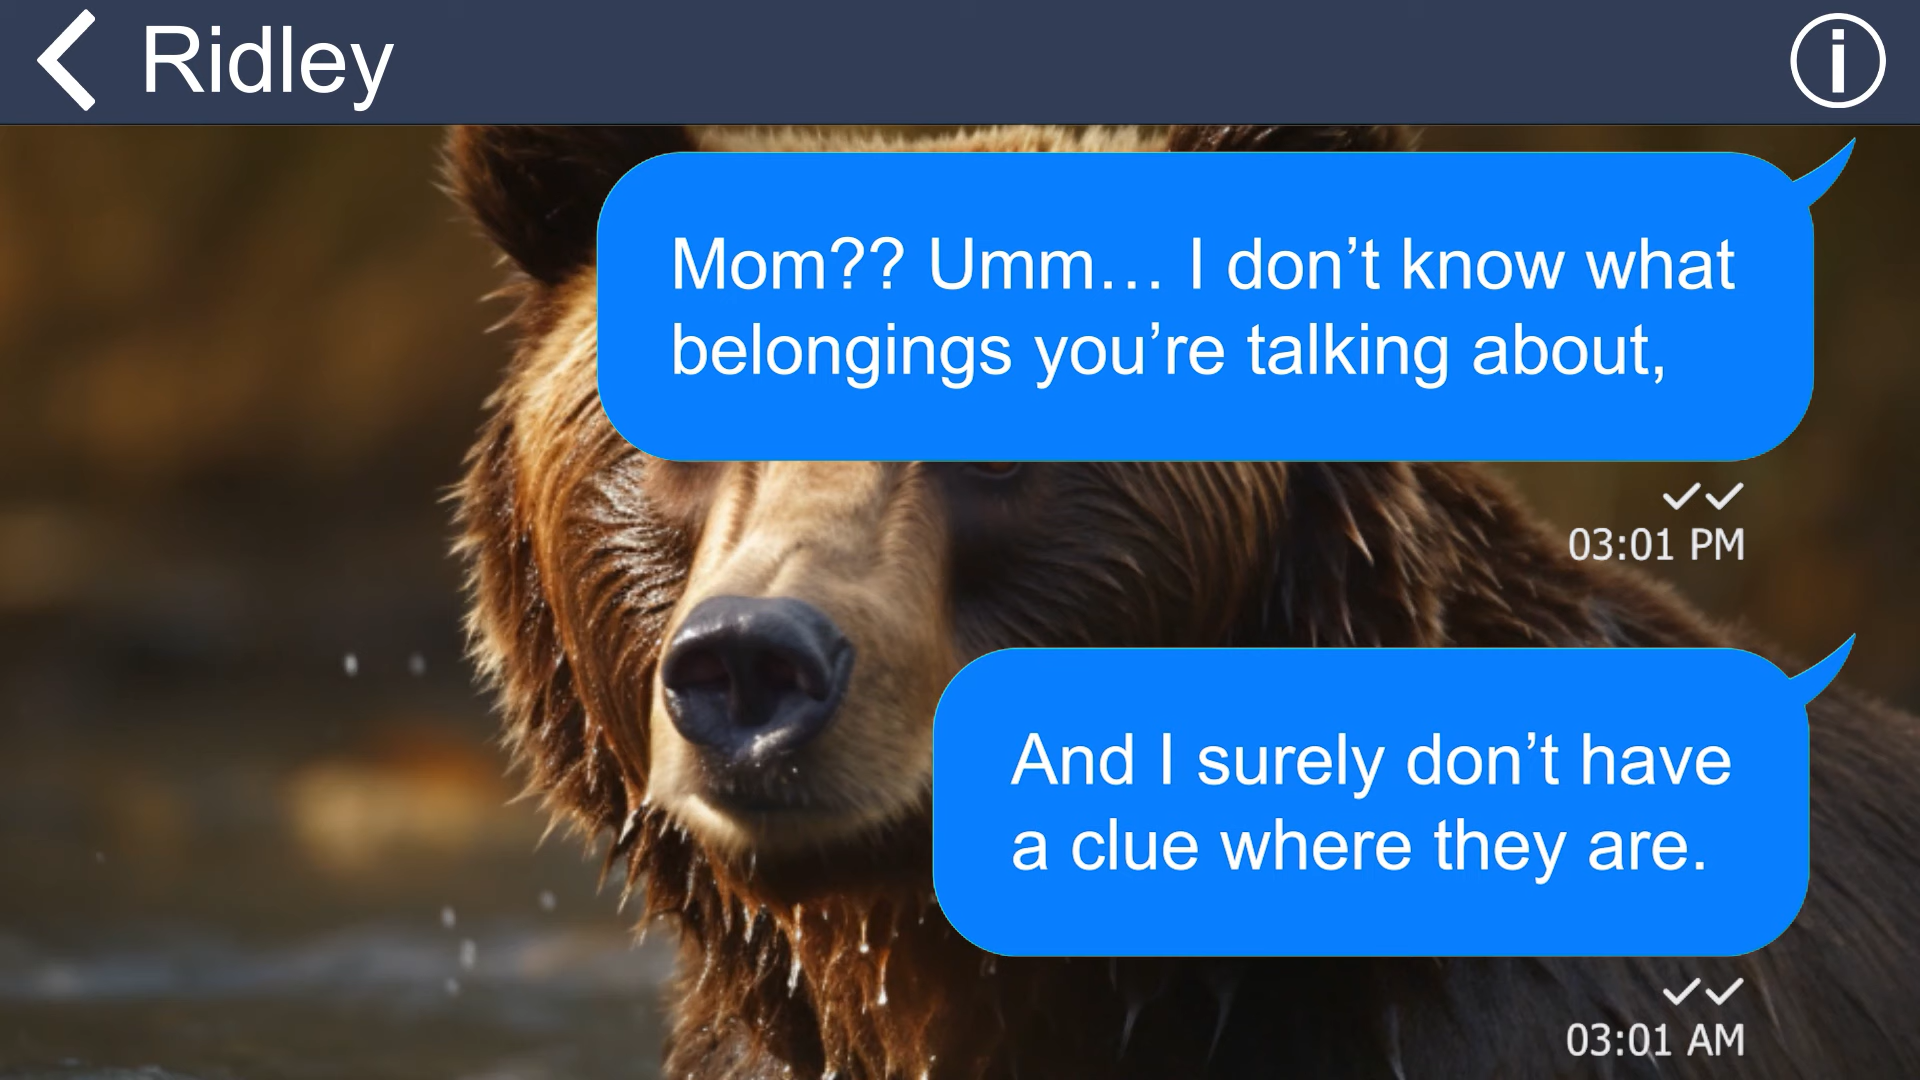 Ridley
Mom?? Umm… I don’t know what
belongings you’re talking about,
03:01 PM
And I surely don’t have
a clue where they are.
03:01 AM